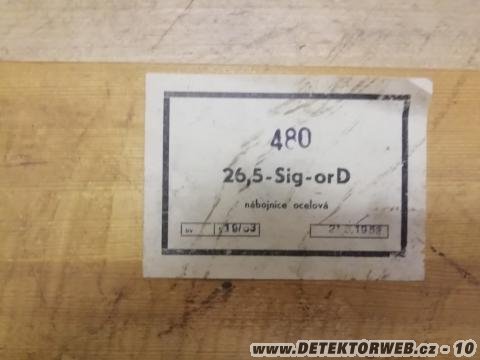 480
26,5-Sig-orD
nábojnice ocelová
www.DETEKTORWEB.cz - 10